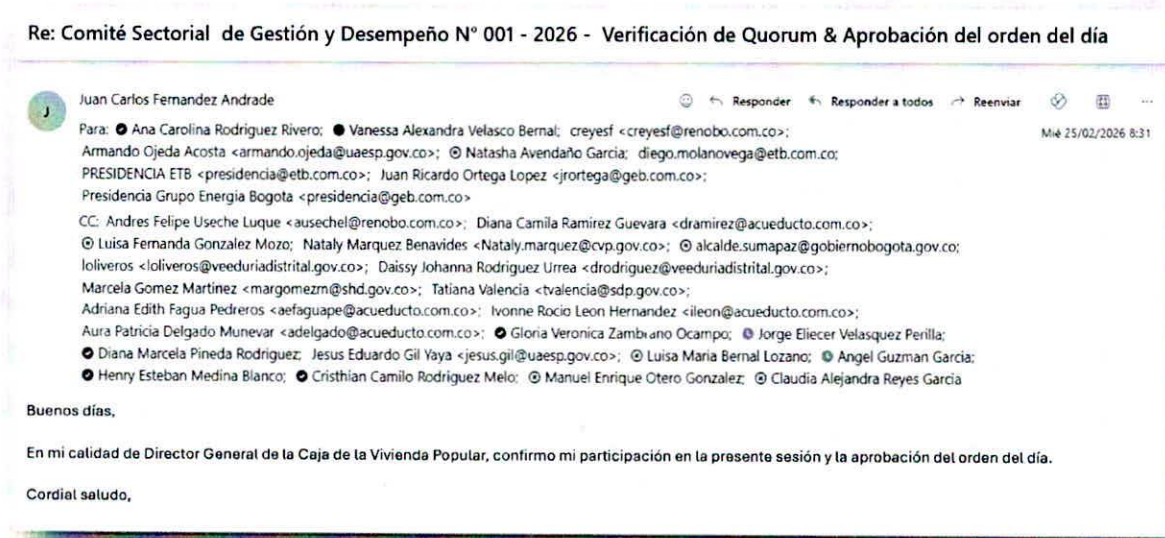 Re: Comité Sectorial de Gestión y Desempeño N° 001 - 2026 - Verificación de Quorum & Aprobación del orden del día
J
Juan Carlos Fernandez Andrade
Responder Responder a todos Reenviar
Para: Ana Carolina Rodriguez Rivero; Vanessa Alexandra Velasco Bernal; creyesf <creyesf@renobo.com.co>;
Mié 25/02/2026 8:31
Armando Ojeda Acosta <armando.ojeda@uaesp.gov.co>; Natasha Avendaño Garcia; diego.molanovega@etb.com.co;
PRESIDENCIA ETB <presidencia@etb.com.co>; Juan Ricardo Ortega Lopez <jrortega@geb.com.co>;
Presidencia Grupo Energia Bogota <presidencia@geb.com.co>
CC: Andres Felipe Useche Luque <ausechel@renobo.com.co>; Diana Camila Ramirez Guevara <dramirez@acueducto.com.co>;
Luisa Fernanda Gonzalez Mozo; Nataly Marquez Benavides <Nataly.marquez@cvp.gov.co>; alcalde.sumapaz@gobiernobogota.gov.co;
loliveros <loliveros@veeduriadistrital.gov.co>; Daissy Johanna Rodriguez Urrea <drodriguez@veeduriadistrital.gov.co>;
Marcela Gomez Martinez <margomezm@shd.gov.co>; Tatiana Valencia <tvalencia@sdp.gov.co>;
Adriana Edith Fagua Pedreros <aefaguape@acueducto.com.co>; Ivonne Rocio Leon Hernandez <ileon@acueducto.com.co>;
Aura Patricia Delgado Munevar <adelgado@acueducto.com.co>; Gloria Veronica Zambrano Ocampo; Jorge Eliecer Velasquez Perilla;
Diana Marcela Pineda Rodriguez; Jesus Eduardo Gil Yaya <jesus.gil@uaesp.gov.co>; Luisa Maria Bernal Lozano; Angel Guzman Garcia;
Henry Esteban Medina Blanco; Cristhian Camilo Rodriguez Melo; Manuel Enrique Otero Gonzalez; Claudia Alejandra Reyes Garcia
Buenos días,
En mi calidad de Director General de la Caja de la Vivienda Popular, confirmo mi participación en la presente sesión y la aprobación del orden del día.
Cordial saludo,